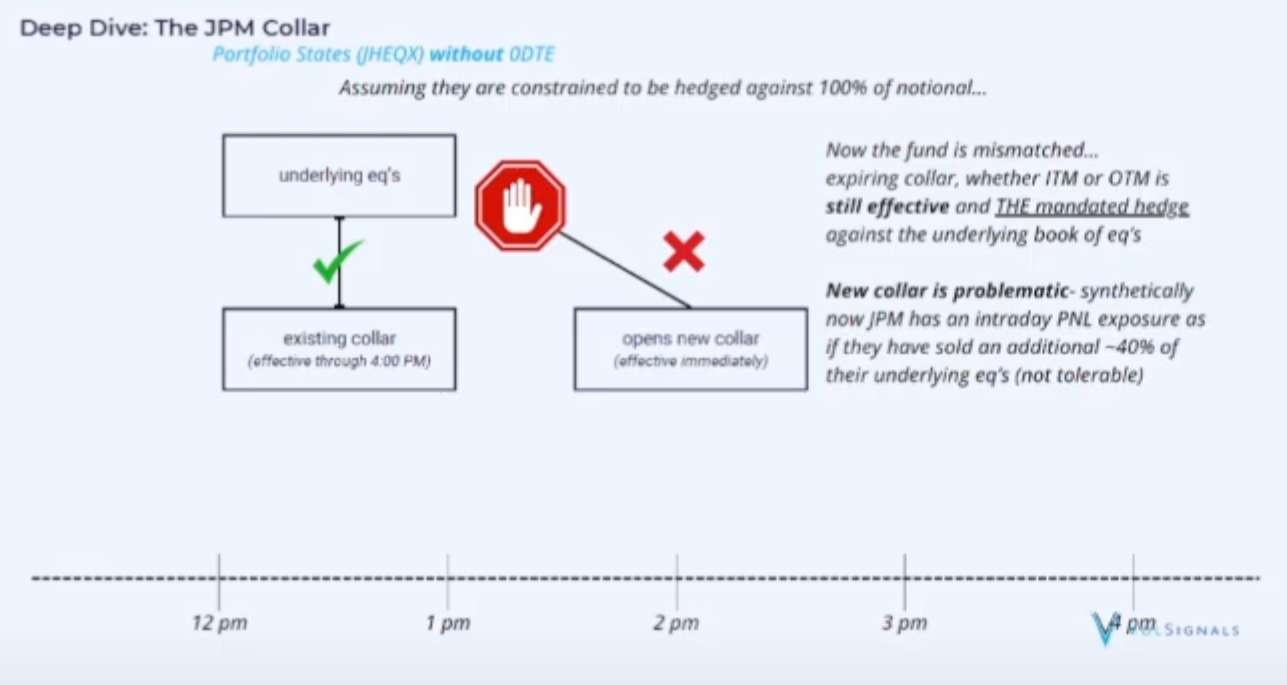 Deep Dive: The JPM Collar
Portfolio States (JHEQX) without 0DTE
Assuming they are constrained to be hedged against 100% of notional...
underlying eq's
existing collar
(effective through 4:00 PM)
opens new collar
(effective immediately)
Now the fund is mismatched...
expiring collar, whether ITM or OTM is
still effective and THE mandated hedge
against the underlying book of eq's
New collar is problematic- synthetically
now JPM has an intraday PNL exposure as
if they have sold an additional ~40% of
their underlying eq's (not tolerable)
12 pm
1 pm
2 pm
3 pm
4 pm
VOLSIGNALS